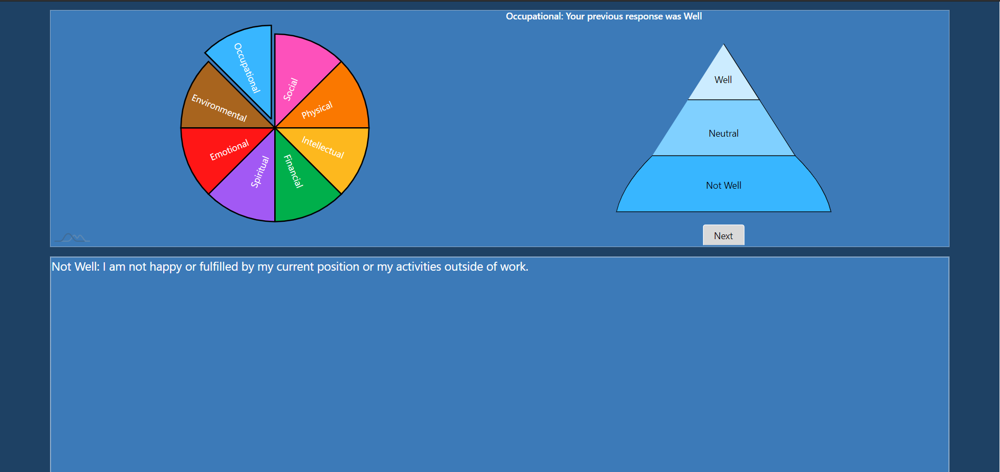 Occupational: Your previous response was Well
Occupational
Social
Physical
Intellectual
Financial
Spiritual
Emotional
Environmental
Well
Neutral
Not Well
Next
Not Well: I am not happy or fulfilled by my current position or my activities outside of work.